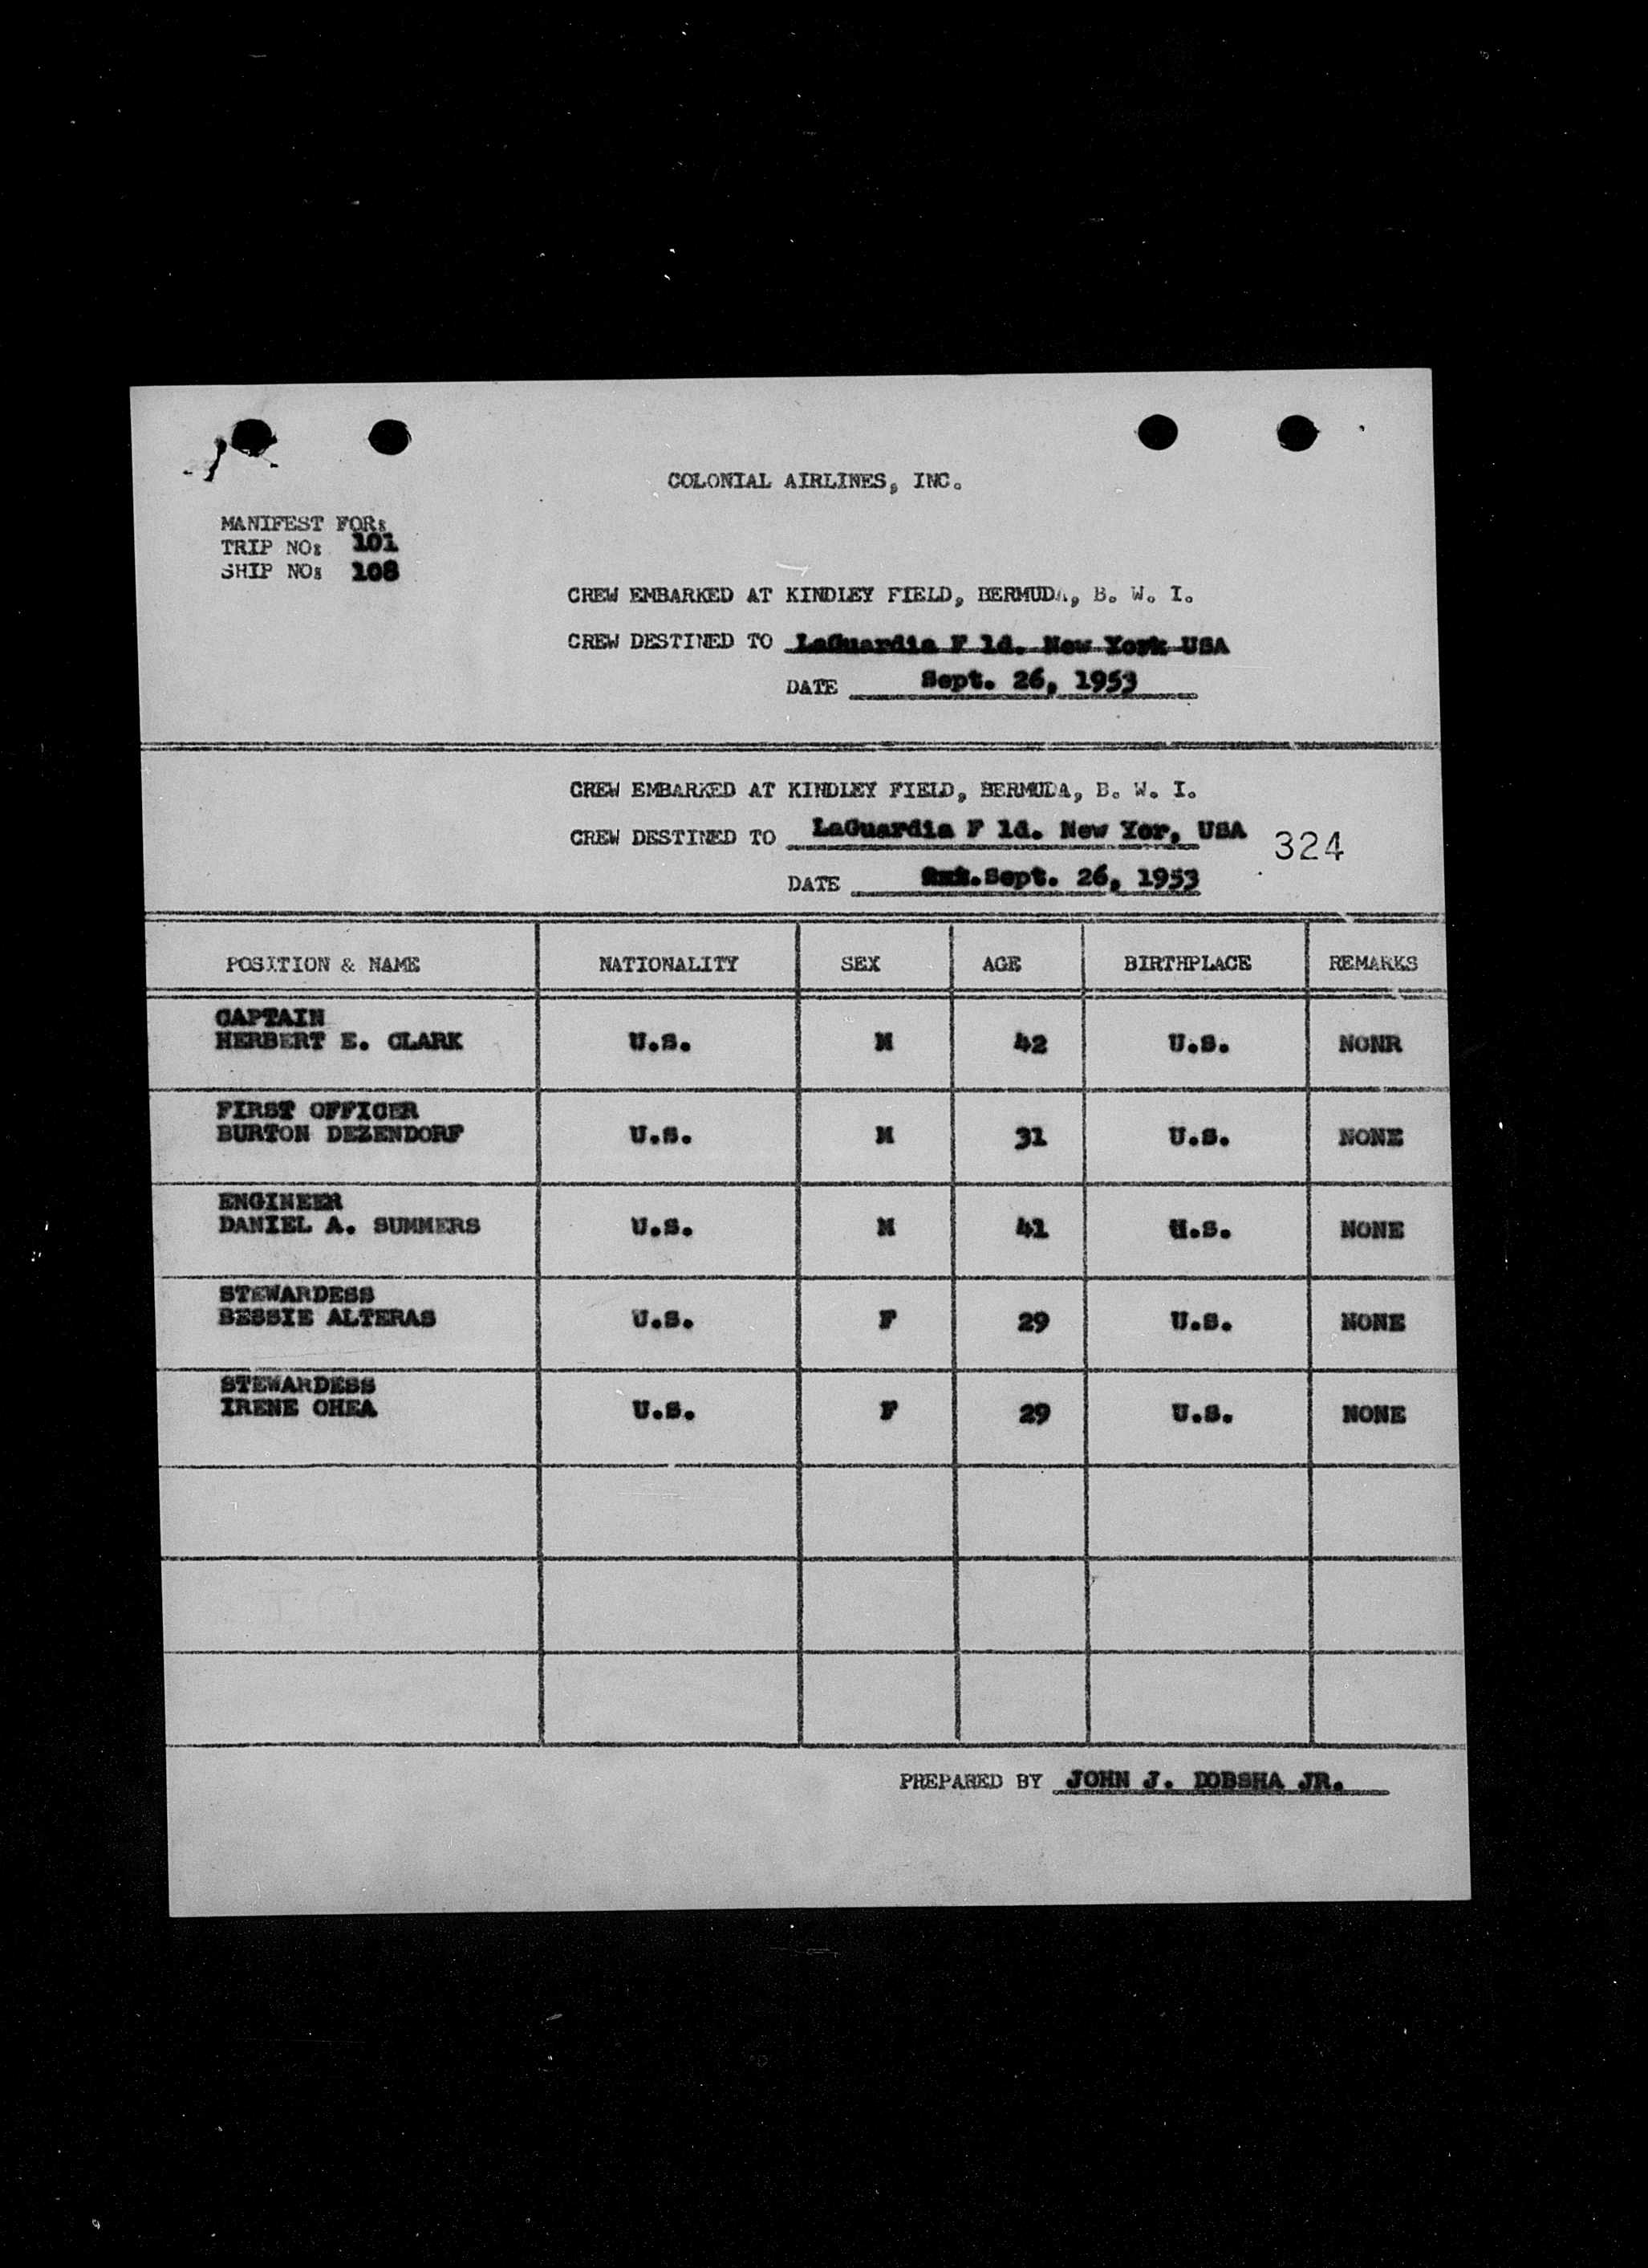 COLONIAL AIRLINES, INC.
MANIFEST FOR:
TRIP NO: 101
SHIP NO: 108
CREW EMBARKED AT KINDLEY FIELD, BERMUDA, B. W. I.
CREW DESTINED TO LaGuardia F ld. New York USA
DATE Sept. 26, 1953
CREW EMBARKED AT KINDLEY FIELD, BERMUDA, B. W. I.
CREW DESTINED TO LaGuardia F ld. New Yor, USA
324
DATE Sept. 26, 1953
POSITION & NAME NATIONALITY SEX AGE BIRTHPLACE REMARKS
CAPTAIN
HERBERT E. CLARK U.S. M 42 U.S. NONR
FIRST OFFICER
BURTON DEZENDORF U.S. M 31 U.S. NONE
ENGINEER
DANIEL A. SUMMERS U.S. M 41 U.S. NONE
STEWARDESS
BESSIE ALTERAS U.S. F 29 U.S. NONE
STEWARDESS
IRENE OHEA U.S. F 29 U.S. NONE
PREPARED BY JOHN J. DOBSHA JR.